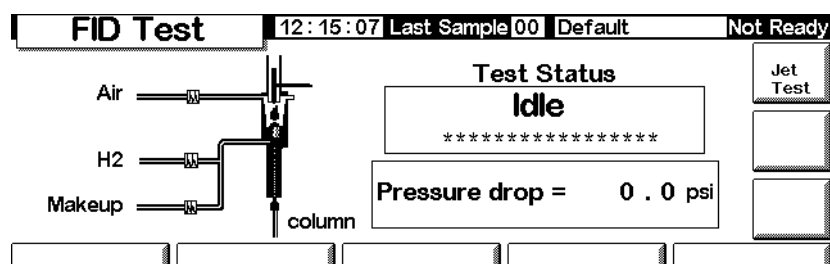 FID Test 12:15:07 Last Sample 00 Default Not Ready
Jet
Test
Test Status
Idle
*****************
Air
H2
Makeup
column
Pressure drop = 0 . 0 psi